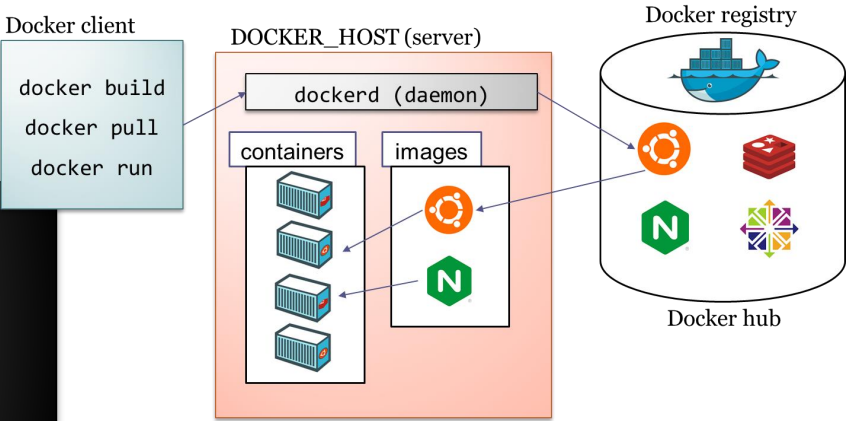 Docker client
docker build
docker pull
docker run
DOCKER_HOST (server)
dockerd (daemon)
containers
images
N
Docker registry
N
Docker hub